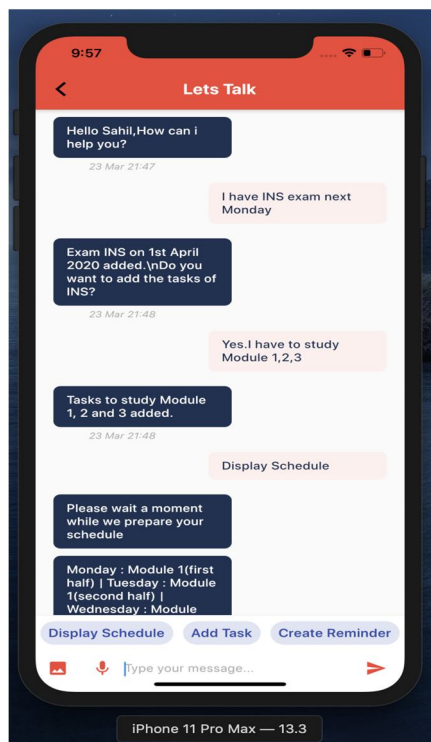 9:57
Lets Talk
Hello Sahil,How can i
help you?
23 Mar 21:47
I have INS exam next
Monday
Exam INS on 1st April
2020 added.\nDo you
want to add the tasks of
INS?
23 Mar 21:48
Yes.I have to study
Module 1,2,3
Tasks to study Module
1, 2 and 3 added.
23 Mar 21:48
Display Schedule
Please wait a moment
while we prepare your
schedule
Monday : Module 1(first
half) | Tuesday : Module
1(second half) |
Wednesday : Module
Display Schedule
Add Task
Create Reminder
Type your message...
iPhone 11 Pro Max — 13.3